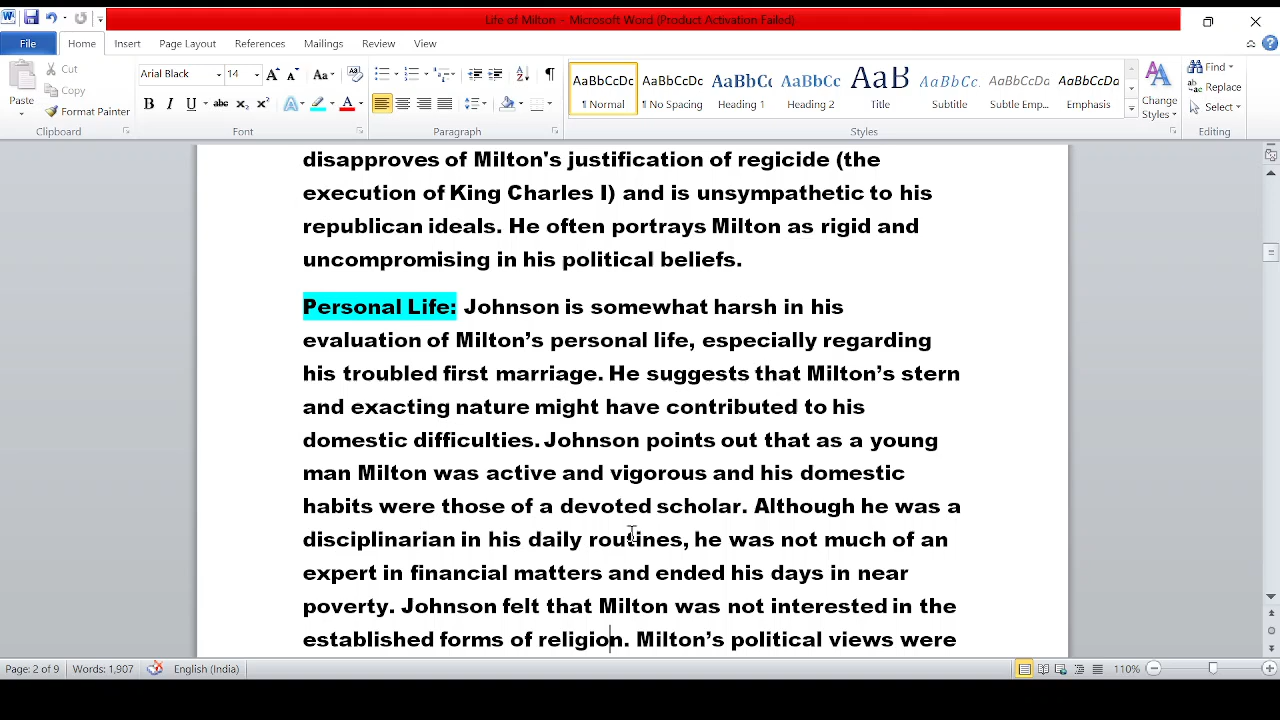 Life of Milton - Microsoft Word (Product Activation Failed)
File Home Insert Page Layout References Mailings Review View
Paste
Cut
Copy
Format Painter
Clipboard
Arial Black 14
Font
Paragraph
AaBbCcDc AaBbCcDc AaBbCc AaBbCc AaB AaBbCc. AaBbCcDc AaBbCcDc
¶ Normal ¶ No Spacing Heading 1 Heading 2 Title Subtitle Subtle Emp... Emphasis
Change Styles
Styles
Find
Replace
Select
Editing
disapproves of Milton's justification of regicide (the
execution of King Charles I) and is unsympathetic to his
republican ideals. He often portrays Milton as rigid and
uncompromising in his political beliefs.
Personal Life: Johnson is somewhat harsh in his
evaluation of Milton’s personal life, especially regarding
his troubled first marriage. He suggests that Milton’s stern
and exacting nature might have contributed to his
domestic difficulties. Johnson points out that as a young
man Milton was active and vigorous and his domestic
habits were those of a devoted scholar. Although he was a
disciplinarian in his daily routines, he was not much of an
expert in financial matters and ended his days in near
poverty. Johnson felt that Milton was not interested in the
established forms of religion. Milton’s political views were
Page: 2 of 9 Words: 1,907 English (India) 110%